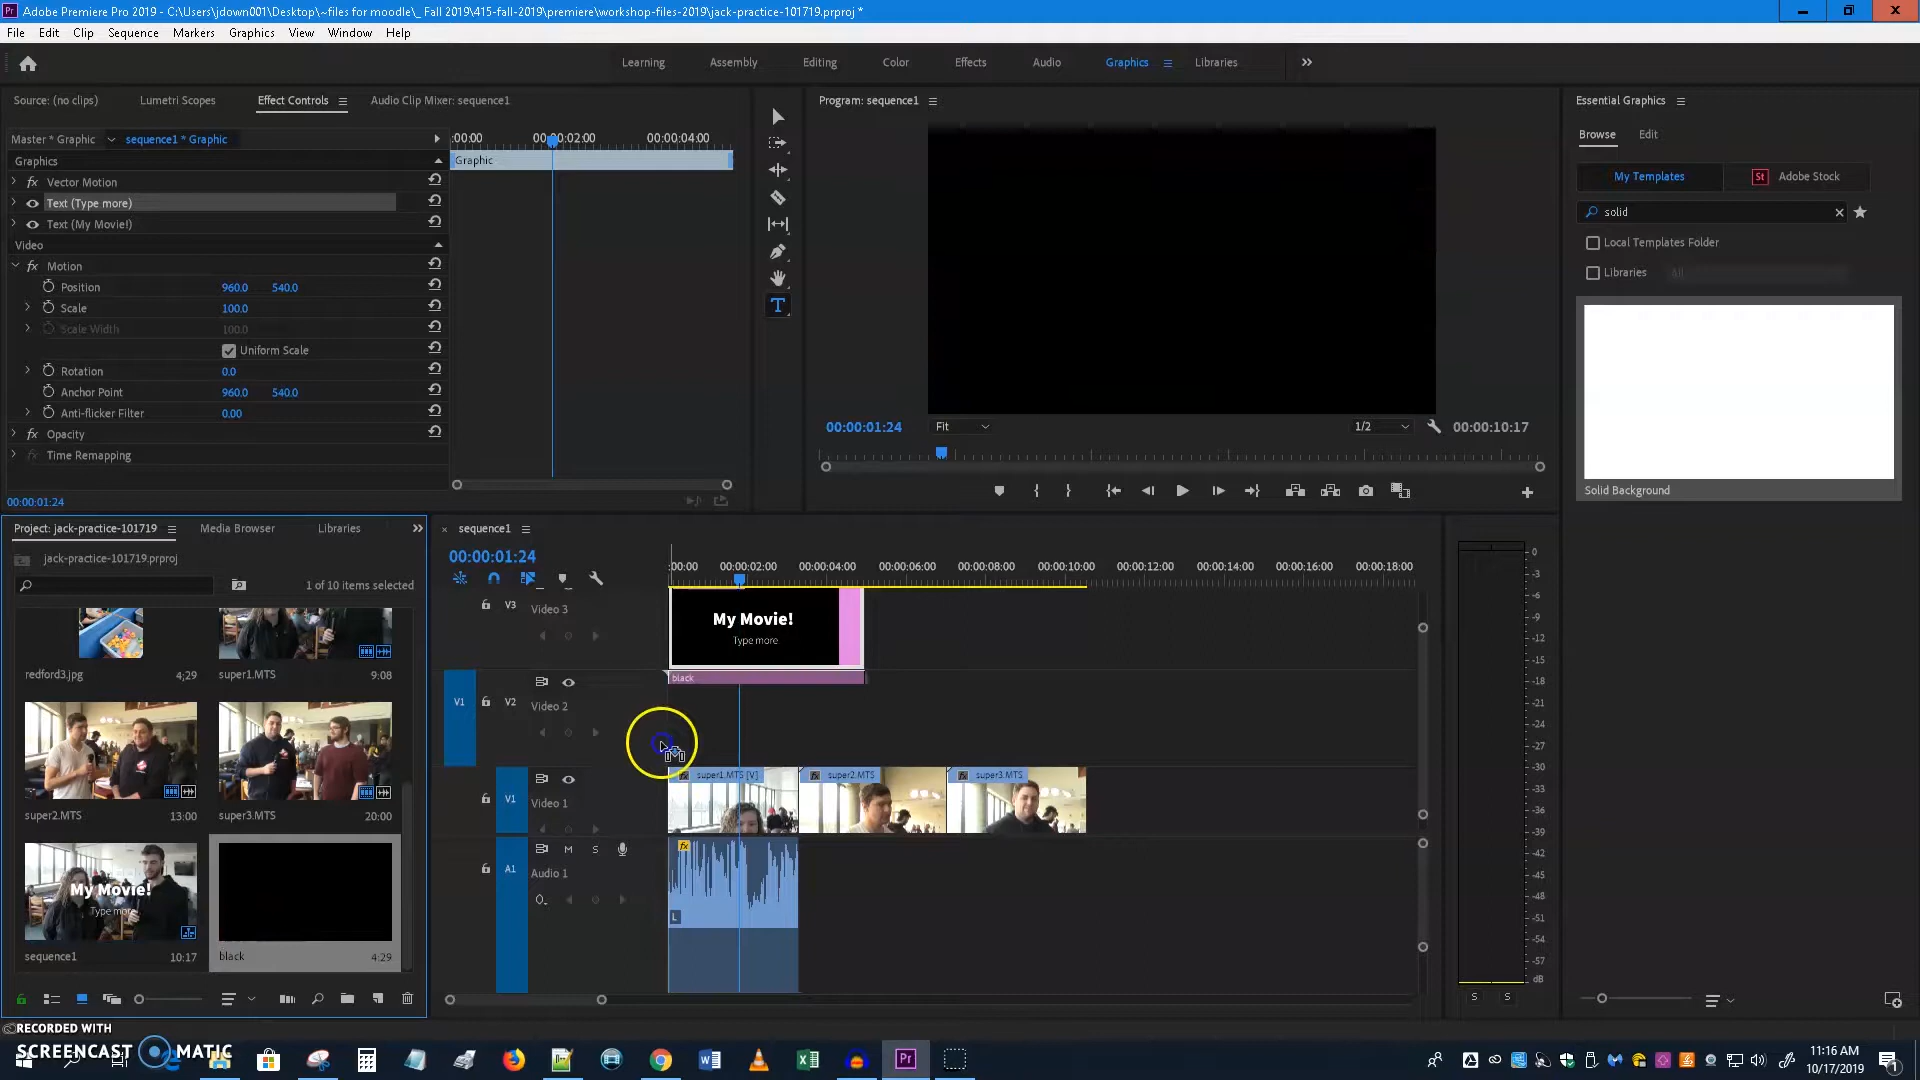 Adobe Premiere Pro 2019 - C:\Users\jdown001\Desktop\~files for moodle\_ Fall 2019\415-fall-2019\premiere\workshop-files-2019\jack-practice-101719.prproj *
File Edit Clip Sequence Markers Graphics View Window Help
Learning Assembly Editing Color Effects Audio Graphics Libraries
Source: (no clips) Lumetri Scopes Effect Controls Audio Clip Mixer: sequence1
Master * Graphic sequence1 * Graphic
:00:00 00:00:02:00 00:00:04:00
Graphics
Graphic
fx Vector Motion
Text (Type more)
Text (My Movie!)
Video
fx Motion
Position 960.0 540.0
Scale 100.0
Scale Width 100.0
Uniform Scale
Rotation 0.0
Anchor Point 960.0 540.0
Anti-flicker Filter 0.00
fx Opacity
fx Time Remapping
00:00:01:24
Program: sequence1
00:00:01:24 Fit 1/2 00:00:10:17
Essential Graphics
Browse Edit
My Templates St Adobe Stock
solid
Local Templates Folder
Libraries All
Solid Background
Project: jack-practice-101719 Media Browser Libraries
jack-practice-101719.prproj
1 of 10 items selected
redford3.jpg 4;29 super1.MTS 9:08
super2.MTS 13:00 super3.MTS 20:00
My Movie!
Type more
sequence1 10:17 black 4:29
sequence1
00:00:01:24
:00:00 00:00:02:00 00:00:04:00 00:00:06:00 00:00:08:00 00:00:10:00 00:00:12:00 00:00:14:00 00:00:16:00 00:00:18:00
V3 Video 3
My Movie!
Type more
black
V1 V2 Video 2
V1 Video 1
fx super1.MTS [V] fx super2.MTS fx super3.MTS
A1 M S
Audio 1
fx
L
0
-3
-6
-9
-12
-15
-18
-21
-24
-27
-30
-33
-36
-39
-42
-45
-48
-51
-54
-57
dB
S S
RECORDED WITH
SCREENCAST MATIC
11:16 AM
10/17/2019